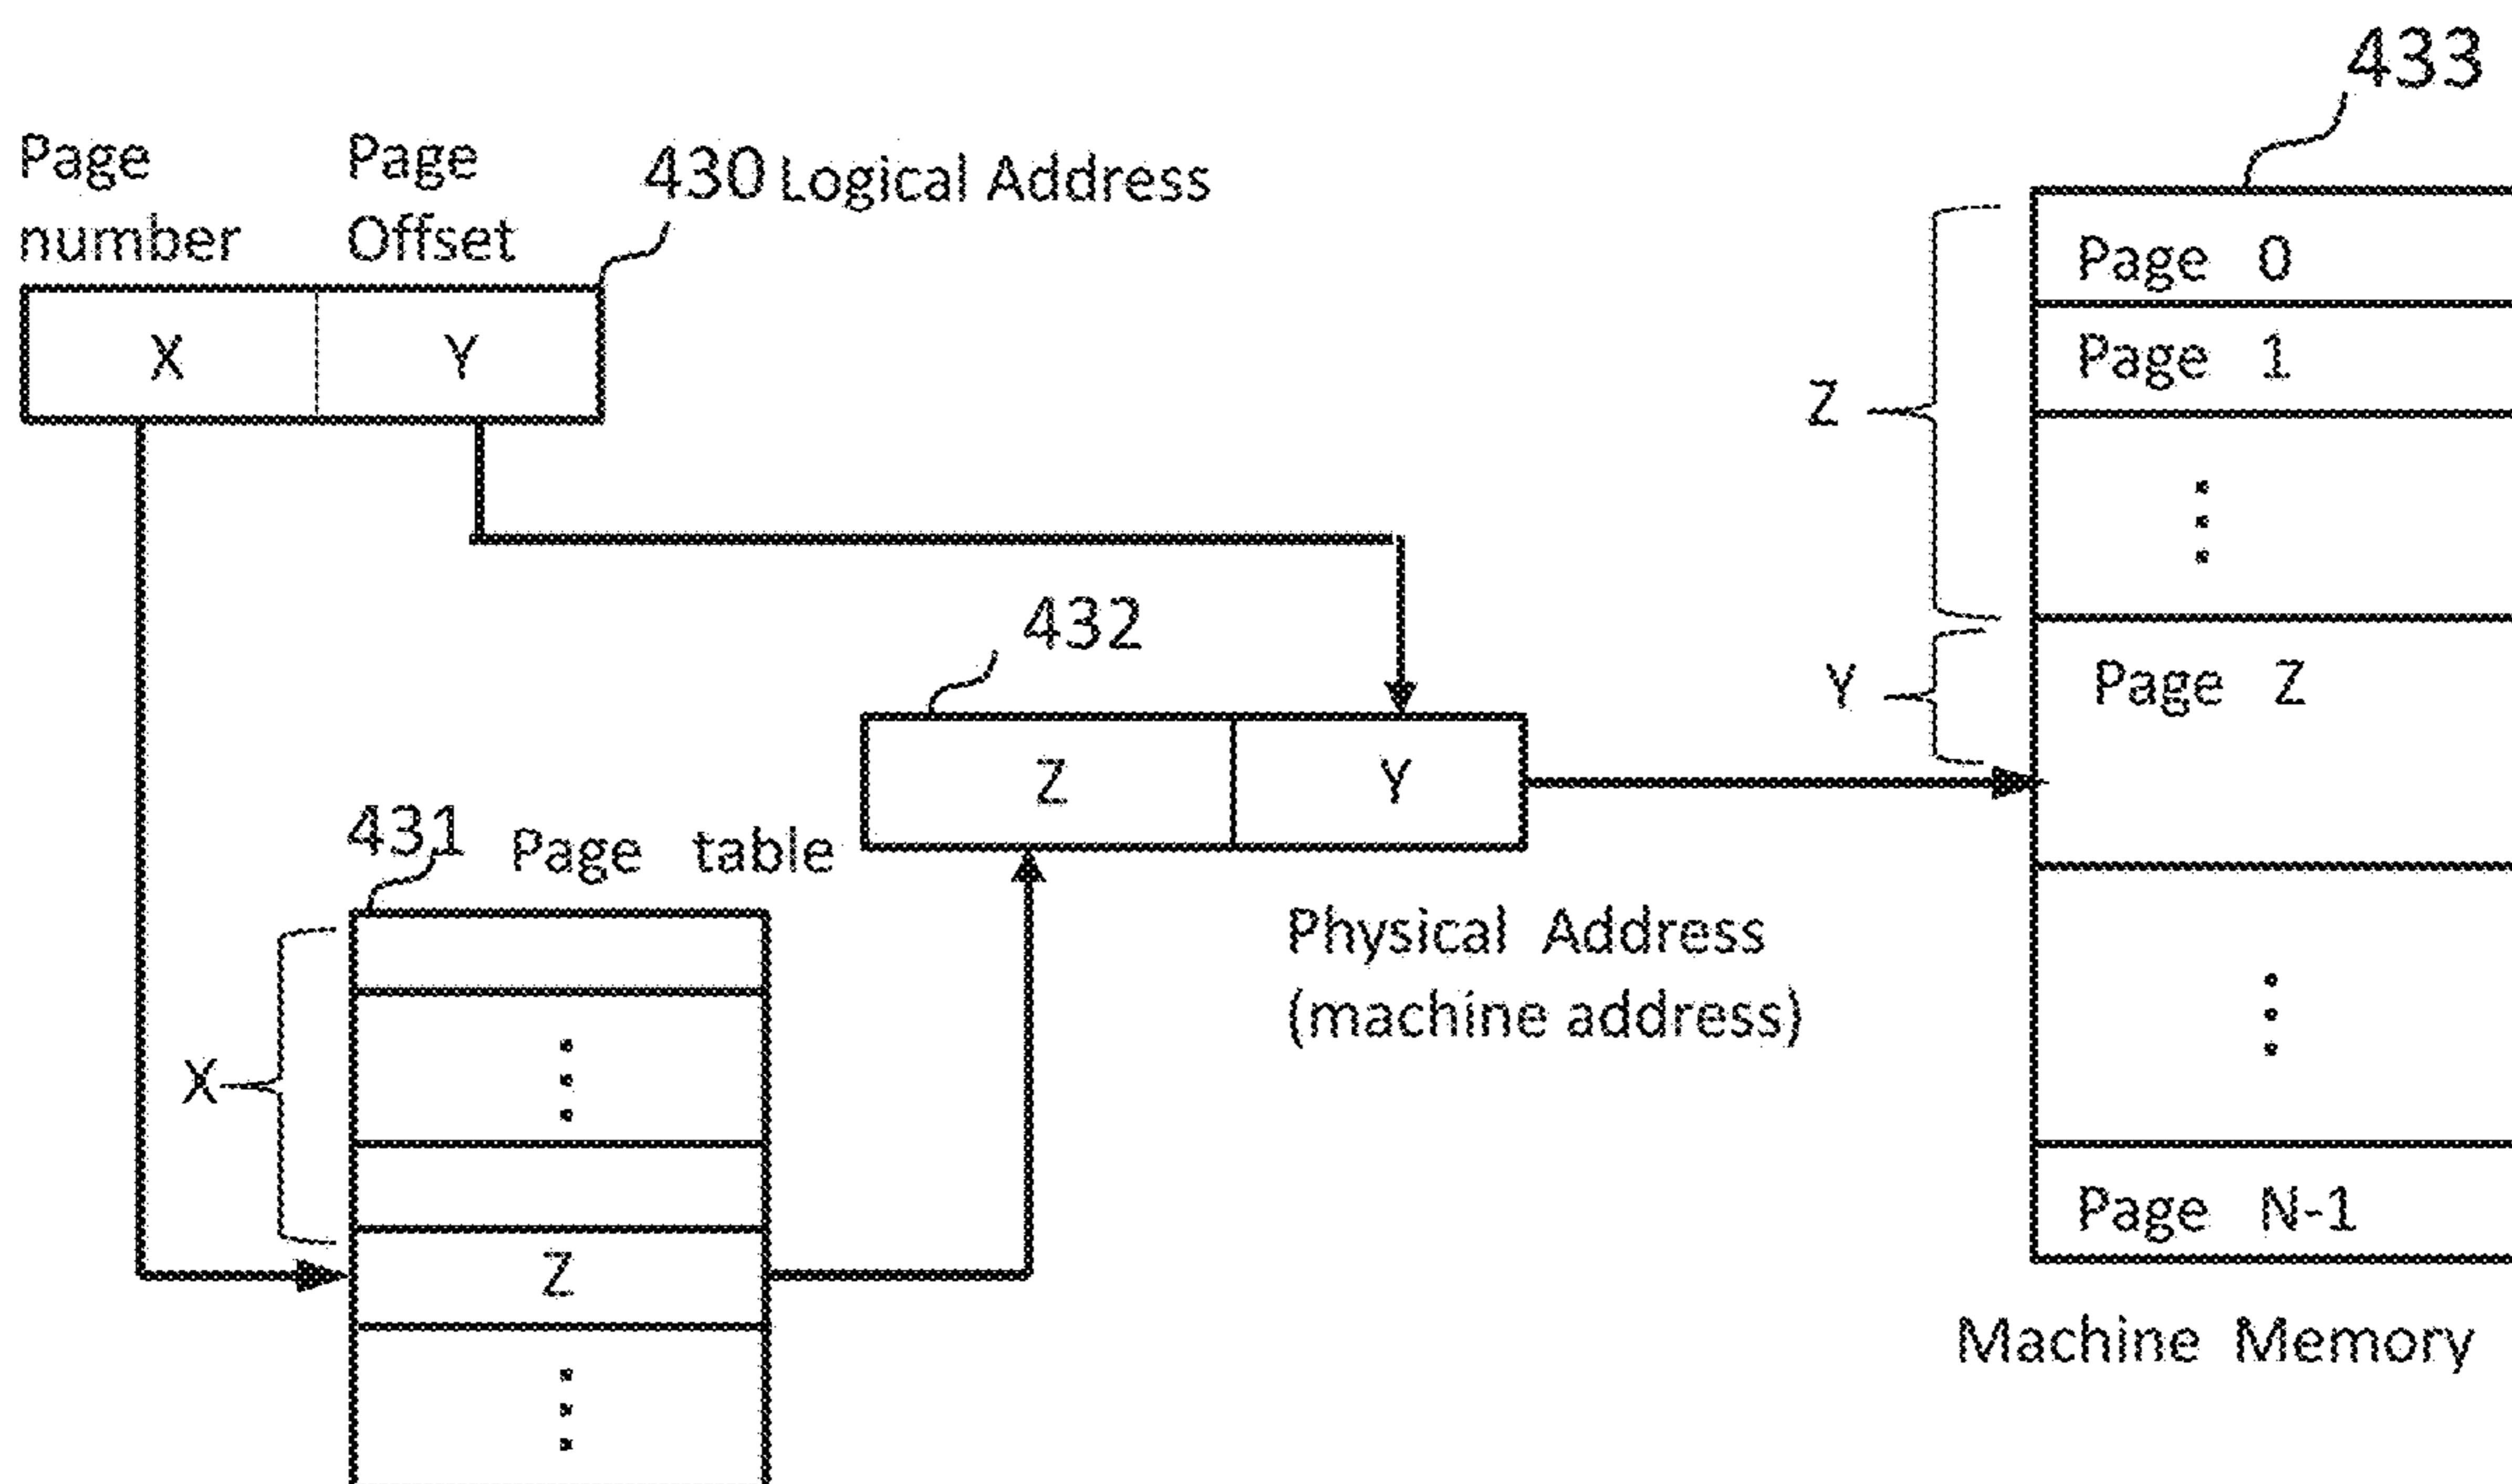 433
Page
number
Page
Offset
430 Logical Address
X
Y
Page 0
Page 1
Z
432
Page Z
Y
Z
Y
431 Page table
Physical Address
(machine address)
X
Page N-1
Z
Machine Memory